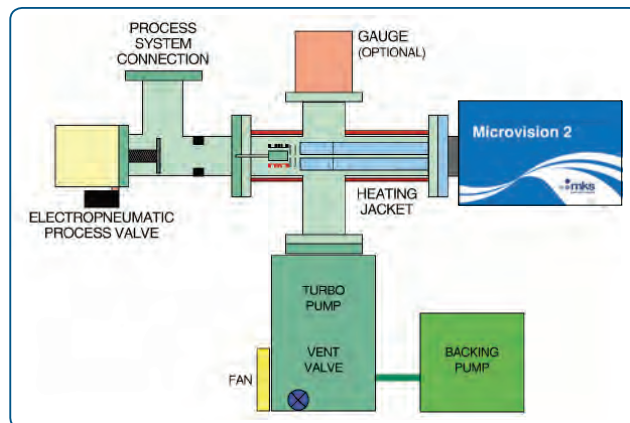 PROCESS
SYSTEM
CONNECTION
GAUGE
(OPTIONAL)
Microvision 2
mks
HEATING
JACKET
ELECTROPNEUMATIC
PROCESS VALVE
TURBO
PUMP
VENT
VALVE
FAN
BACKING
PUMP